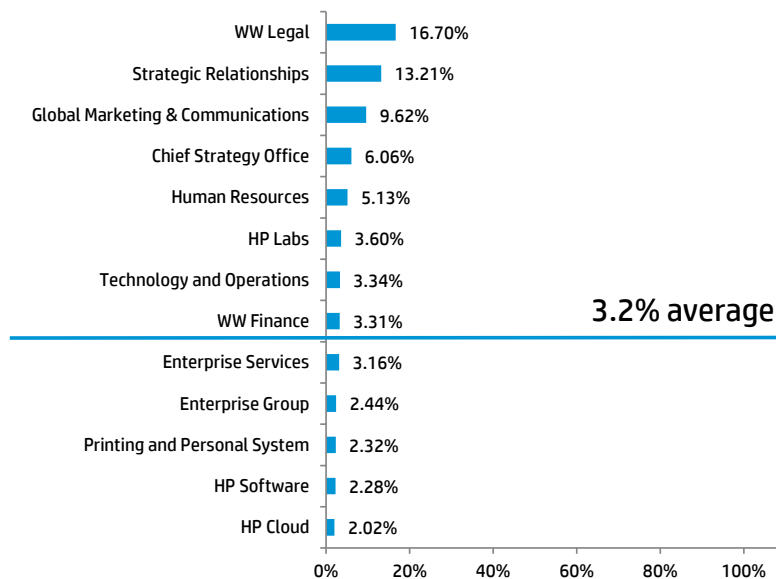 WW Legal 16.70%
Strategic Relationships 13.21%
Global Marketing & Communications 9.62%
Chief Strategy Office 6.06%
Human Resources 5.13%
HP Labs 3.60%
Technology and Operations 3.34%
WW Finance 3.31%
3.2% average
Enterprise Services 3.16%
Enterprise Group 2.44%
Printing and Personal System 2.32%
HP Software 2.28%
HP Cloud 2.02%
0% 20% 40% 60% 80% 100%